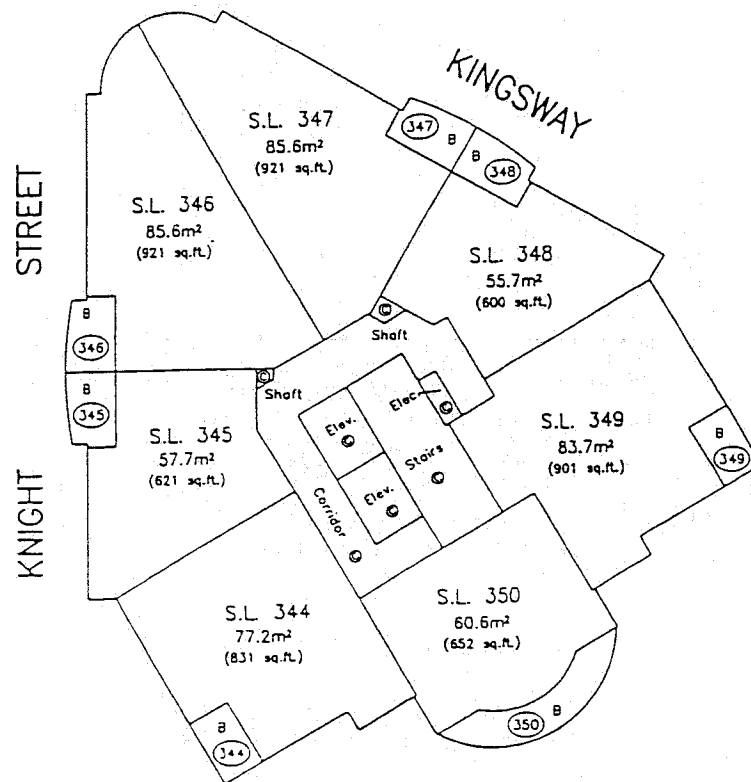 KINGSWAY
STREET
KNIGHT
S.L. 347
85.6m²
(921 sq.ft.)
347
B
B
348
S.L. 346
85.6m²
(921 sq.ft.)
S.L. 348
55.7m²
(600 sq.ft.)
B
346
B
345
C
Shaft
C
Shaft
S.L. 345
57.7m²
(621 sq.ft.)
Elec.
C
Elev.
C
Elev.
C
Stairs
C
Corridor
C
S.L. 349
83.7m²
(901 sq.ft.)
B
349
S.L. 344
77.2m²
(831 sq.ft.)
B
344
S.L. 350
60.6m²
(652 sq.ft.)
350
B